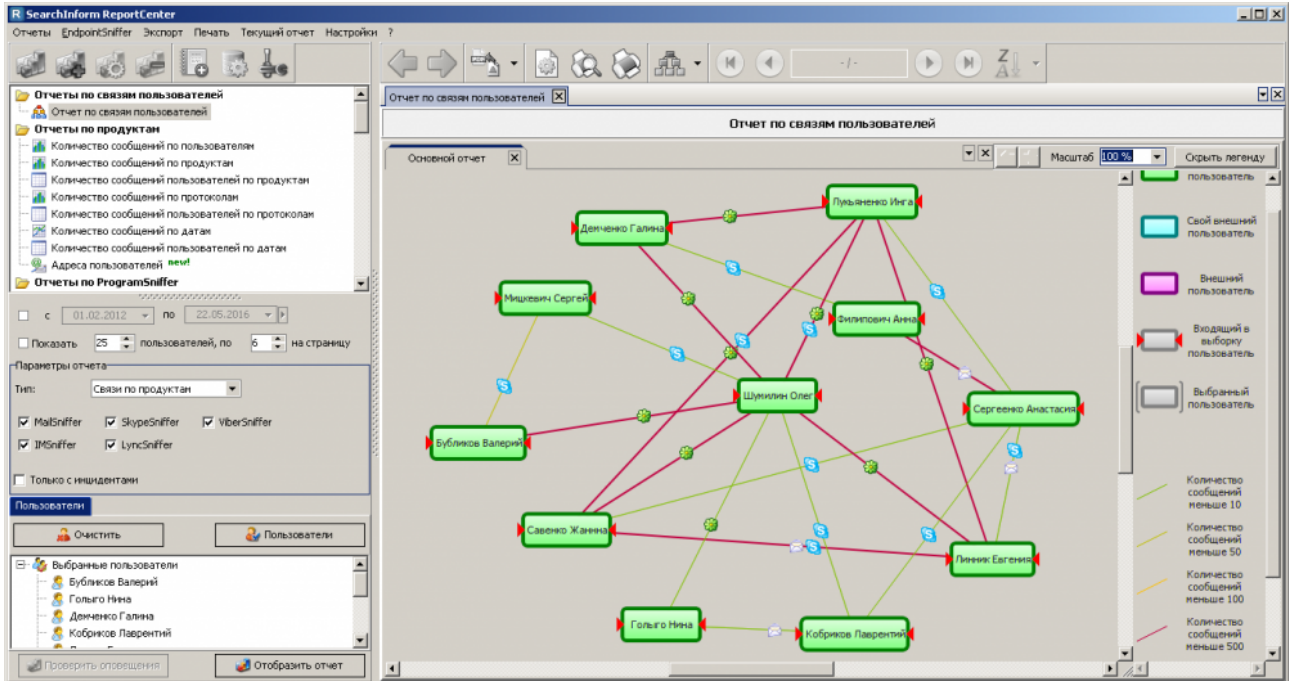 SearchInform ReportCenter
Отчеты EndpointSniffer Экспорт Печать Текущий отчет Настройки ?
- / -
Отчеты по связям пользователей
Отчет по связям пользователей
Отчеты по продуктам
Количество сообщений по пользователям
Количество сообщений по продуктам
Количество сообщений пользователей по продуктам
Количество сообщений по протоколам
Количество сообщений пользователей по протоколам
Количество сообщений по датам
Количество сообщений пользователей по датам
Адреса пользователей new!
Отчеты по ProgramSniffer
с 01.02.2012 по 22.05.2016
Показать 25 пользователей, по 6 на страницу
Параметры отчета
Тип: Связи по продуктам
MailSniffer SkypeSniffer ViberSniffer
IMSniffer LyncSniffer
Только с инцидентами
Пользователи
Очистить Пользователи
Выбранные пользователи
Бубликов Валерий
Голыго Нина
Демченко Галина
Кобриков Лаврентий
Проверить оповещения Отобразить отчет
Отчет по связям пользователей
Отчет по связям пользователей
Основной отчет
Масштаб 100 % Скрыть легенду
Лукьяненко Инга
Демченко Галина
Мишкевич Сергей
Филипович Анна
Шумилин Олег
Сергеенко Анастасия
Бубликов Валерий
Савенко Жанна
Линник Евгения
Голыго Нина
Кобриков Лаврентий
пользователь
Свой внешний
пользователь
Внешний
пользователь
Входящий в
выборку
пользователь
Выбранный
пользователь
Количество
сообщений
меньше 10
Количество
сообщений
меньше 50
Количество
сообщений
меньше 100
Количество
сообщений
меньше 500